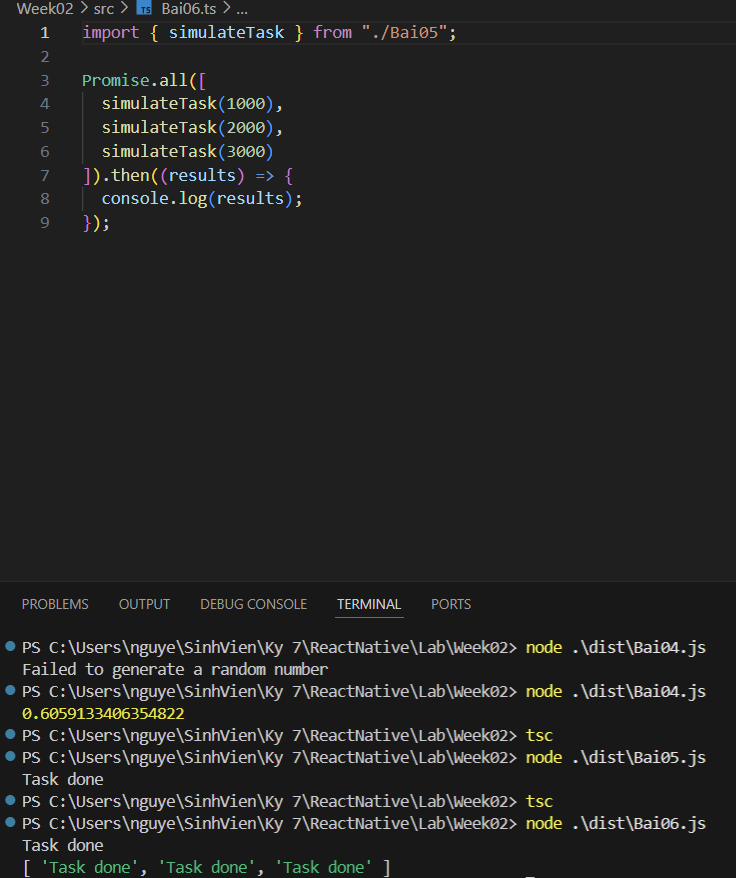 Week02 > src > TS Bai06.ts > ...
1 import { simulateTask } from "./Bai05";
2
3 Promise.all([
4 simulateTask(1000),
5 simulateTask(2000),
6 simulateTask(3000)
7 ]).then((results) => {
8 console.log(results);
9 });
PROBLEMS OUTPUT DEBUG CONSOLE TERMINAL PORTS
PS C:\Users\nguye\SinhVien\Ky 7\ReactNative\Lab\Week02> node .\dist\Bai04.js
Failed to generate a random number
PS C:\Users\nguye\SinhVien\Ky 7\ReactNative\Lab\Week02> node .\dist\Bai04.js
0.6059133406354822
PS C:\Users\nguye\SinhVien\Ky 7\ReactNative\Lab\Week02> tsc
PS C:\Users\nguye\SinhVien\Ky 7\ReactNative\Lab\Week02> node .\dist\Bai05.js
Task done
PS C:\Users\nguye\SinhVien\Ky 7\ReactNative\Lab\Week02> tsc
PS C:\Users\nguye\SinhVien\Ky 7\ReactNative\Lab\Week02> node .\dist\Bai06.js
Task done
[ 'Task done', 'Task done', 'Task done' ]